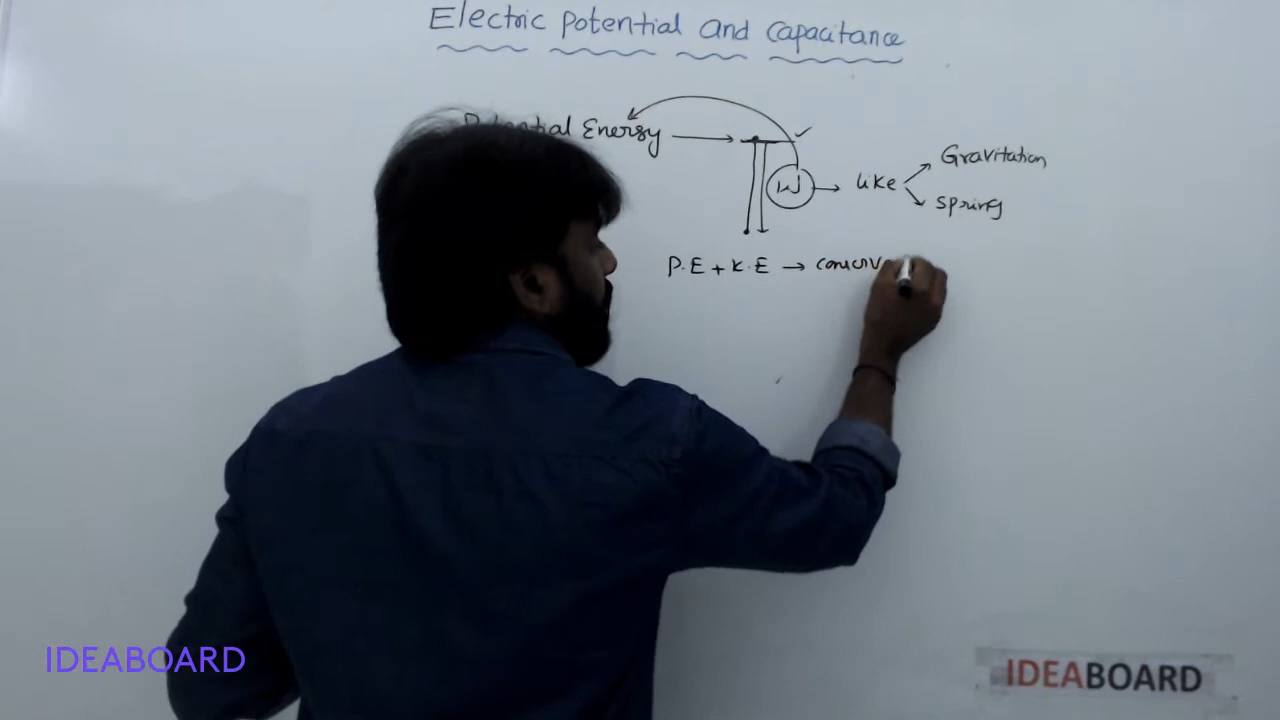 Electric Potential and Capacitance
Potential Energy
W
like
Gravitation
Spring
P.E + K.E → conserv
IDEABOARD
IDEABOARD